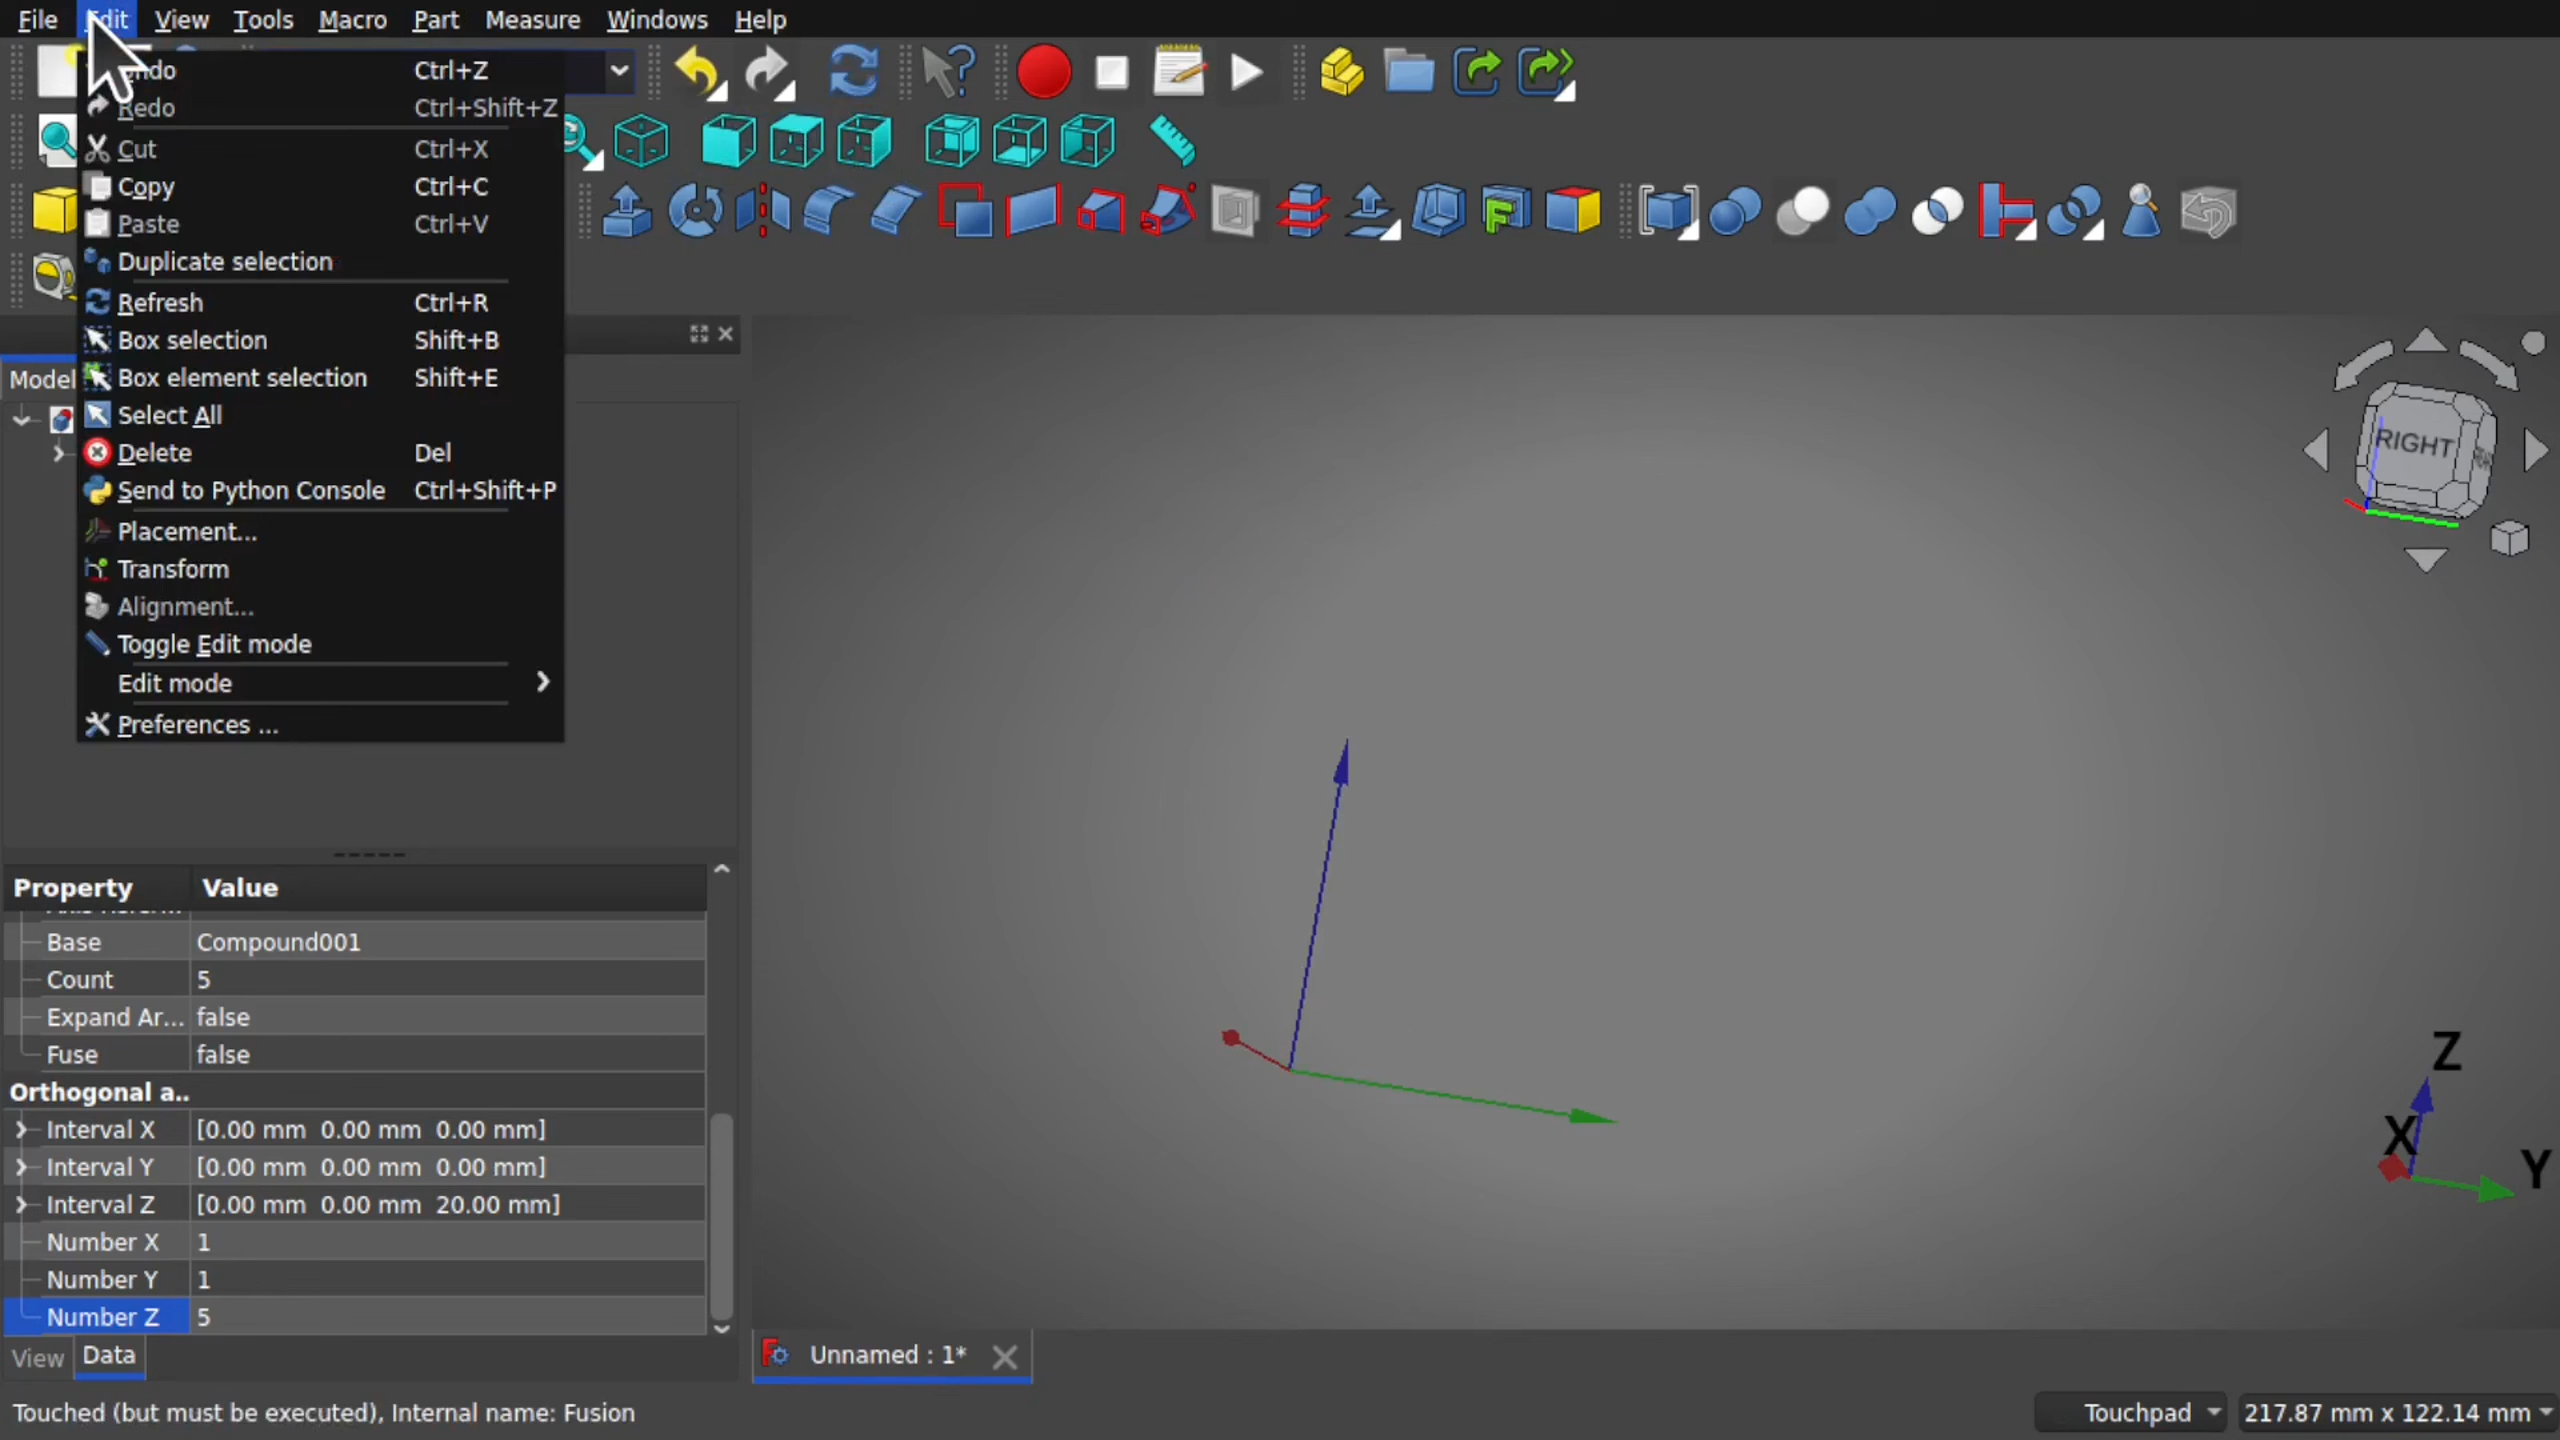 File Edit View Tools Macro Part Measure Windows Help
Undo Ctrl+Z
Redo Ctrl+Shift+Z
Cut Ctrl+X
Copy Ctrl+C
Paste Ctrl+V
Duplicate selection
Refresh Ctrl+R
Box selection Shift+B
Box element selection Shift+E
Select All
Delete Del
Send to Python Console Ctrl+Shift+P
Placement...
Transform
Alignment...
Toggle Edit mode
Edit mode
Preferences ...
Model
RIGHT
Property Value
Base Compound001
Count 5
Expand Ar... false
Fuse false
Orthogonal a..
Interval X [0.00 mm 0.00 mm 0.00 mm]
Interval Y [0.00 mm 0.00 mm 0.00 mm]
Interval Z [0.00 mm 0.00 mm 20.00 mm]
Number X 1
Number Y 1
Number Z 5
View Data
Z
X
Y
Unnamed : 1*
Touched (but must be executed), Internal name: Fusion
Touchpad 217.87 mm x 122.14 mm